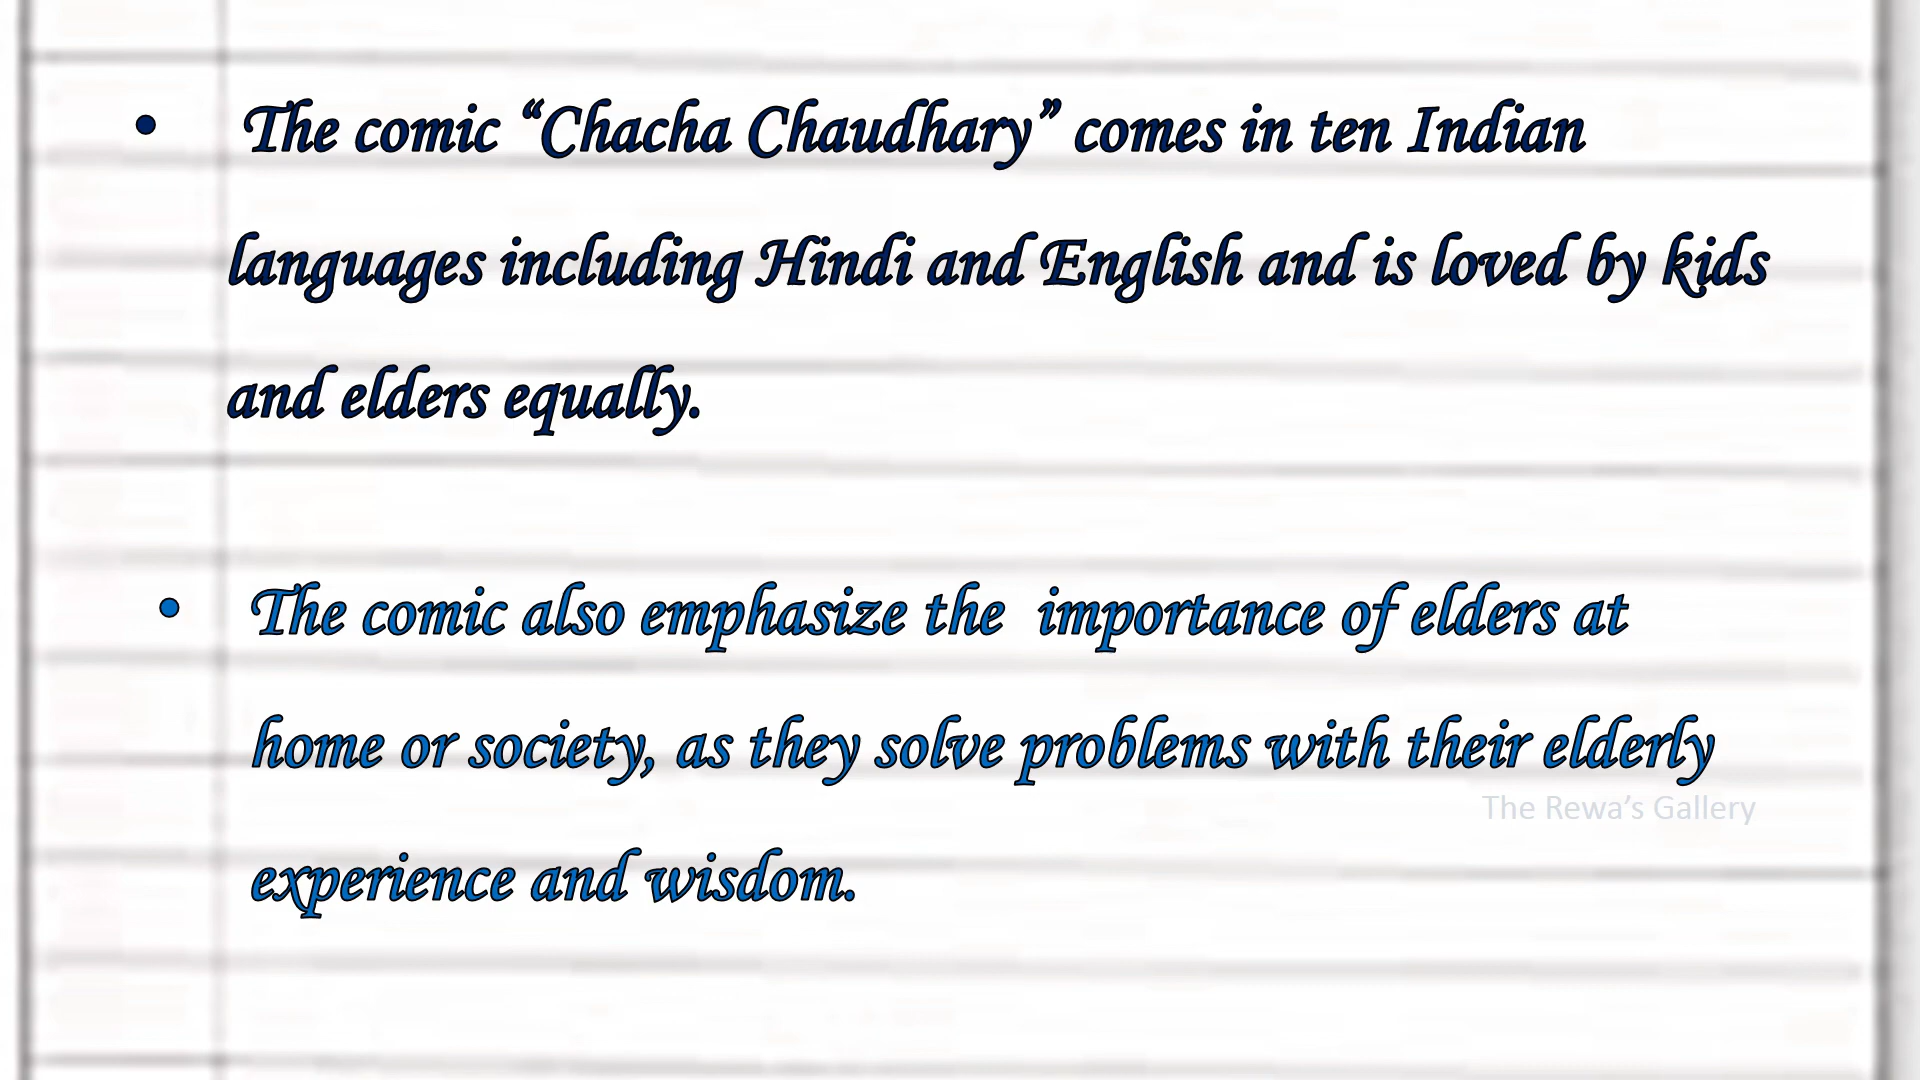 • The comic “Chacha Chaudhary” comes in ten Indian
languages including Hindi and English and is loved by kids
and elders equally.
• The comic also emphasize the  importance of elders at
home or society, as they solve problems with their elderly
The Rewa’s Gallery
experience and wisdom.